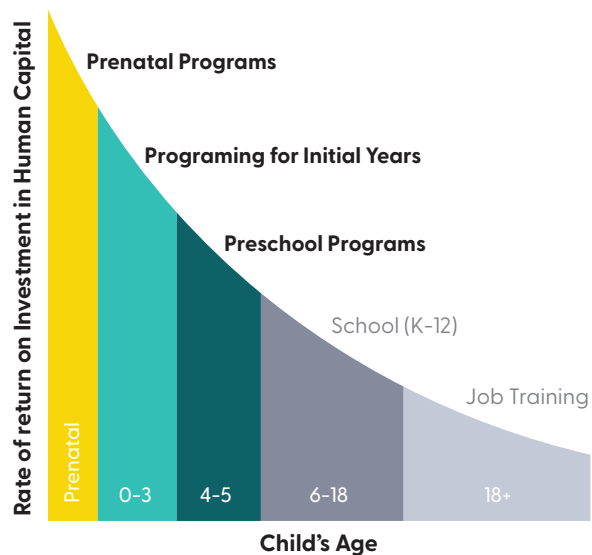 Rate of return on Investment in Human Capital
Prenatal Programs
Programing for Initial Years
Preschool Programs
School (K-12)
Job Training
Prenatal
0-3
4-5
6-18
18+
Child's Age